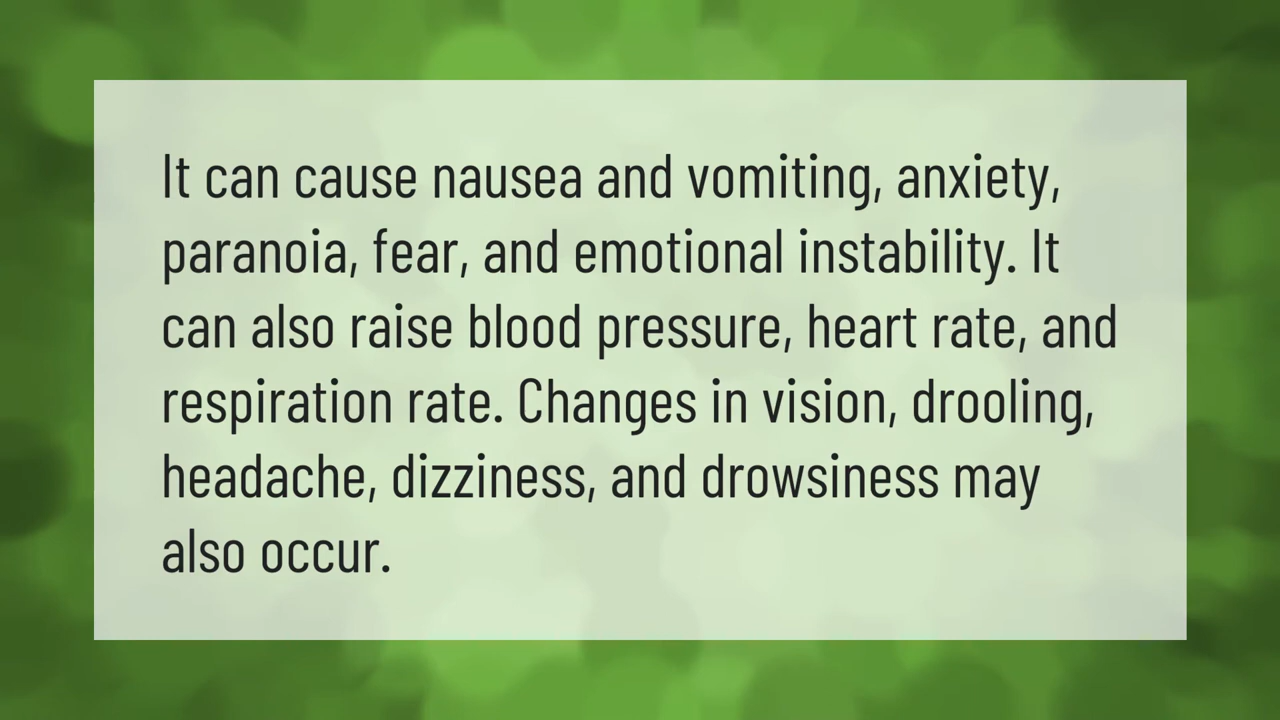 It can cause nausea and vomiting, anxiety,
paranoia, fear, and emotional instability. It
can also raise blood pressure, heart rate, and
respiration rate. Changes in vision, drooling,
headache, dizziness, and drowsiness may
also occur.